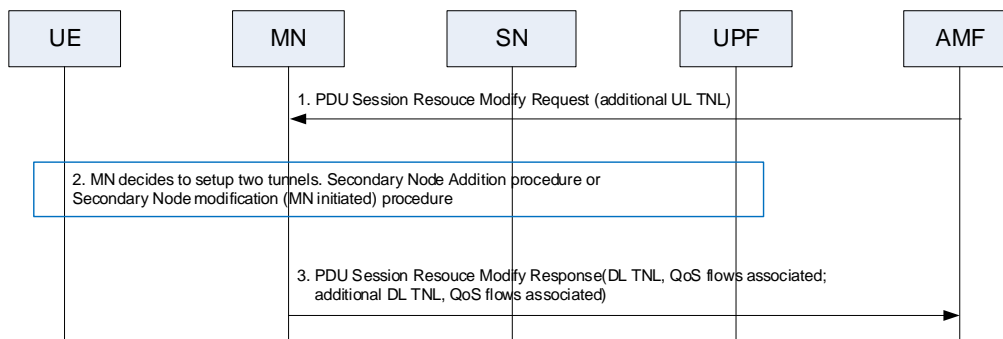 UE MN SN UPF AMF
1. PDU Session Resouce Modify Request (additional UL TNL)
2. MN decides to setup two tunnels. Secondary Node Addition procedure or
Secondary Node modification (MN initiated) procedure
3. PDU Session Resouce Modify Response(DL TNL, QoS flows associated;
additional DL TNL, QoS flows associated)